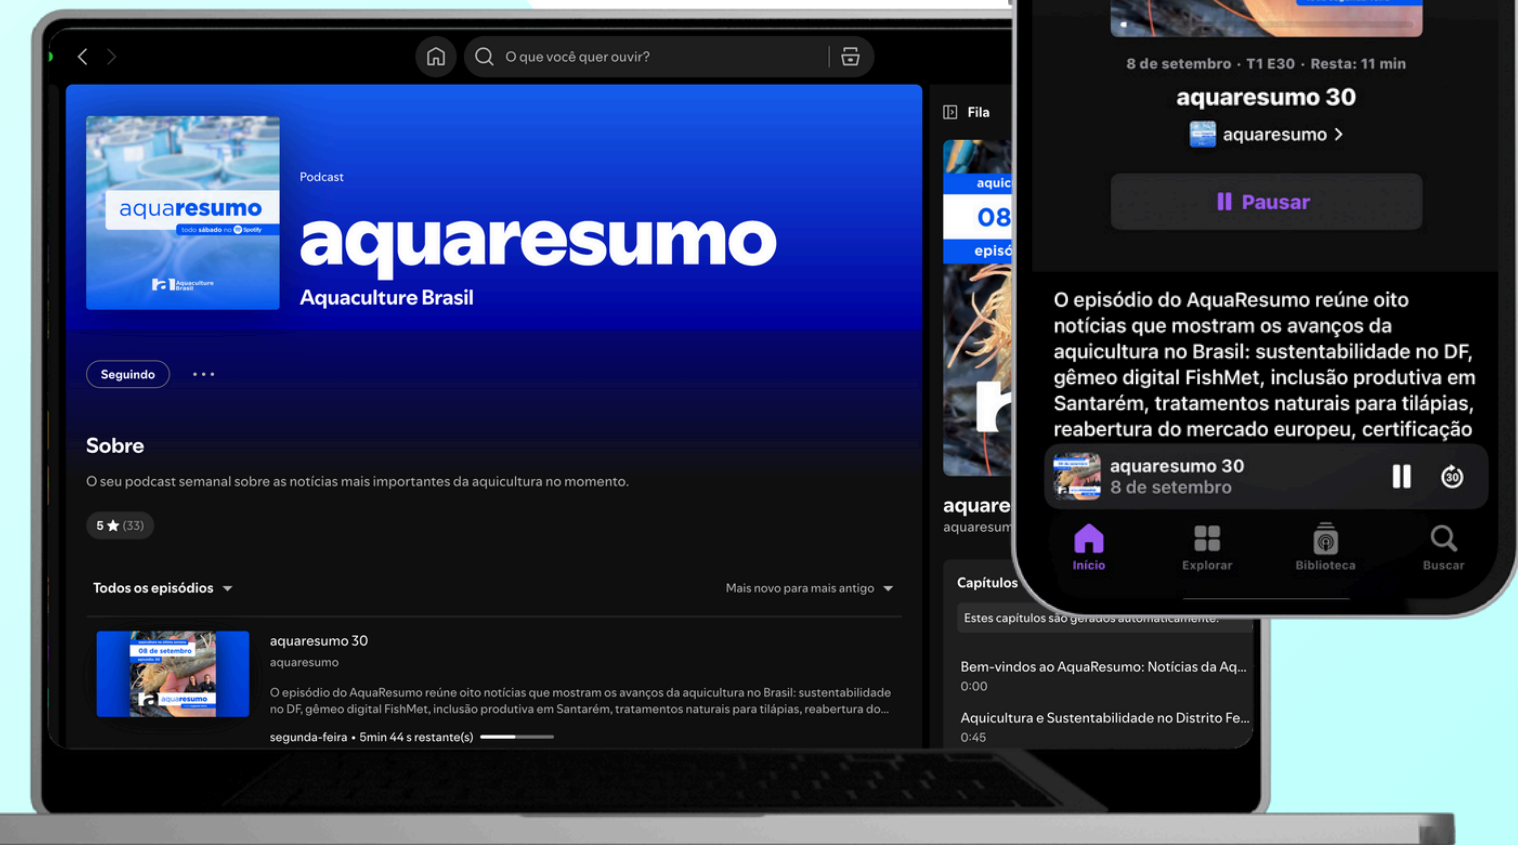 O que você quer ouvir?
aquaresumo
todo sábado no Spotify
Aquaculture
Brasil
Podcast
aquaresumo
Aquaculture Brasil
Seguindo
Sobre
O seu podcast semanal sobre as notícias mais importantes da aquicultura no momento.
5 ★ (33)
Todos os episódios
Mais novo para mais antigo
08 de setembro
episódio 30
aquaresumo
aquaresumo 30
aquaresumo
O episódio do AquaResumo reúne oito notícias que mostram os avanços da aquicultura no Brasil: sustentabilidade
no DF, gêmeo digital FishMet, inclusão produtiva em Santarém, tratamentos naturais para tilápias, reabertura do...
segunda-feira • 5min 44 s restante(s)
Fila
aquic
08
episó
aquare
aquaresum
Capítulos
Estes capítulos são gerados automaticamente.
Bem-vindos ao AquaResumo: Notícias da Aq...
0:00
Aquicultura e Sustentabilidade no Distrito Fe...
0:45
8 de setembro · T1 E30 · Resta: 11 min
aquaresumo 30
aquaresumo
Pausar
O episódio do AquaResumo reúne oito
notícias que mostram os avanços da
aquicultura no Brasil: sustentabilidade no DF,
gêmeo digital FishMet, inclusão produtiva em
Santarém, tratamentos naturais para tilápias,
reabertura do mercado europeu, certificação
aquaresumo 30
8 de setembro
30
Início
Explorar
Biblioteca
Buscar